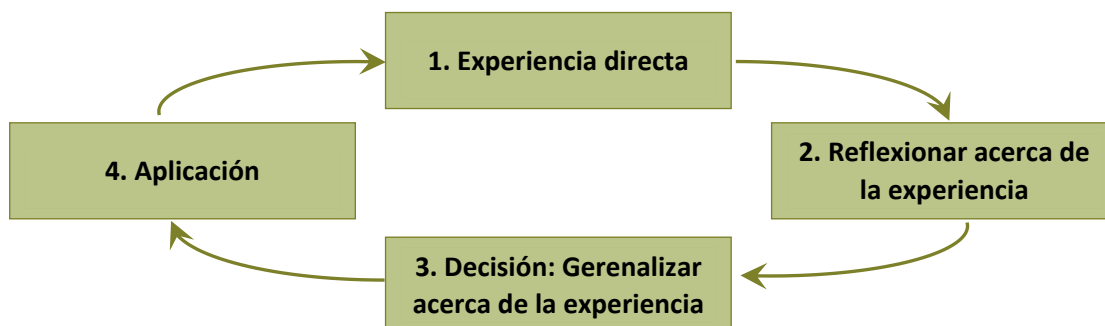 1. Experiencia directa
2. Reflexionar acerca de
la experiencia
3. Decisión: Gerenalizar
acerca de la experiencia
4. Aplicación